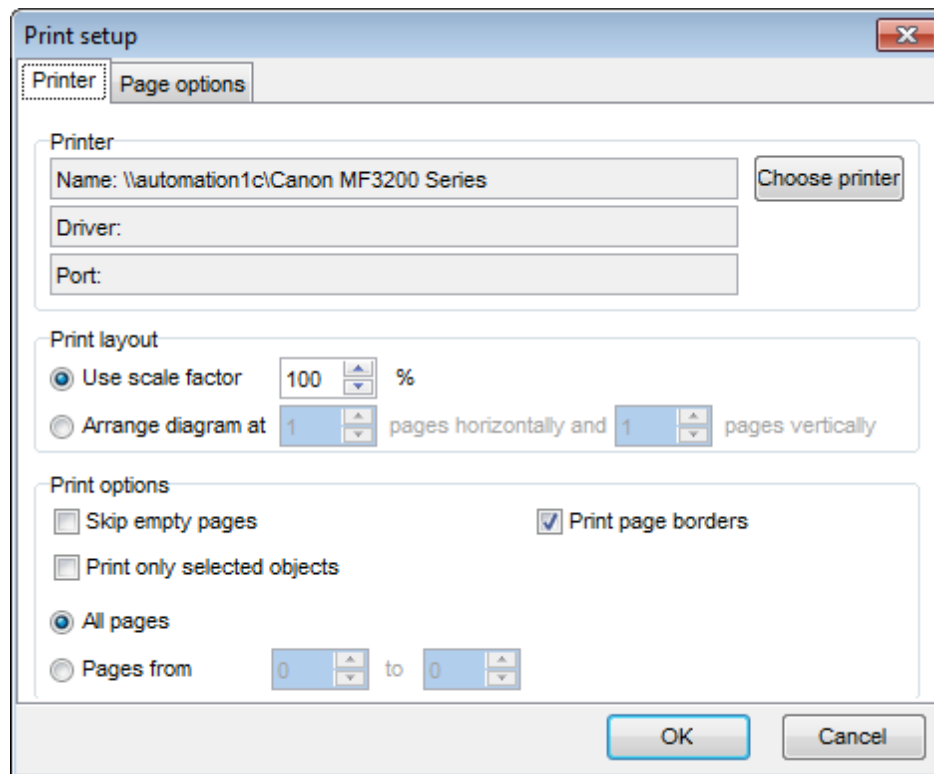 Print setup
Printer Page options
Printer
Name: \\automation1c\Canon MF3200 Series Choose printer
Driver:
Port:
Print layout
Use scale factor 100 %
Arrange diagram at 1 pages horizontally and 1 pages vertically
Print options
Skip empty pages Print page borders
Print only selected objects
All pages
Pages from 0 to 0
OK Cancel